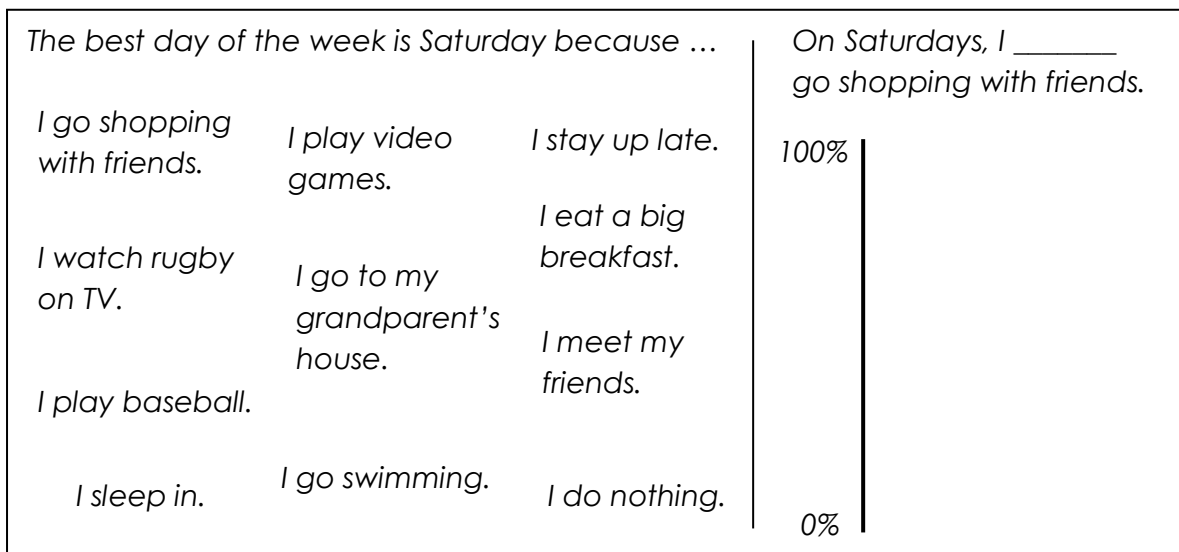 The best day of the week is Saturday because …
I go shopping
with friends.
I play video
games.
I stay up late.
I eat a big
breakfast.
I watch rugby
on TV.
I go to my
grandparent’s
house.
I meet my
friends.
I play baseball.
I sleep in.
I go swimming.
I do nothing.
On Saturdays, I _______
go shopping with friends.
100%
0%